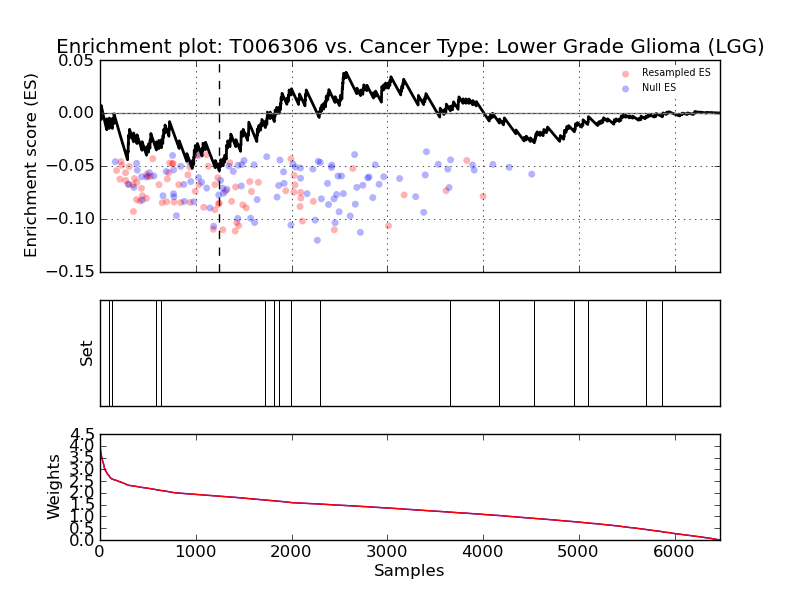 Enrichment plot: T006306 vs. Cancer Type: Lower Grade Glioma (LGG)
Enrichment score (ES)
0.05
0.00
−0.05
−0.10
−0.15
Resampled ES
Null ES
Set
Weights
4.5
4.0
3.5
3.0
2.5
2.0
1.5
1.0
0.5
0.0
0 1000 2000 3000 4000 5000 6000
Samples